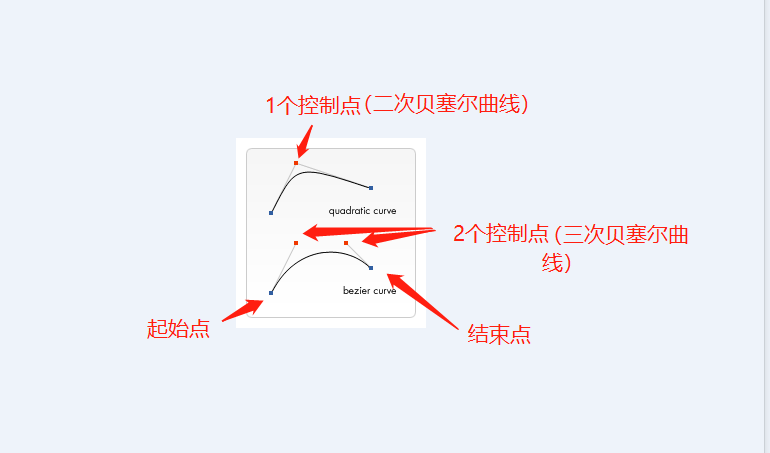 1个控制点(二次贝塞尔曲线)
quadratic curve
2个控制点(三次贝塞尔曲
线)
bezier curve
起始点
结束点